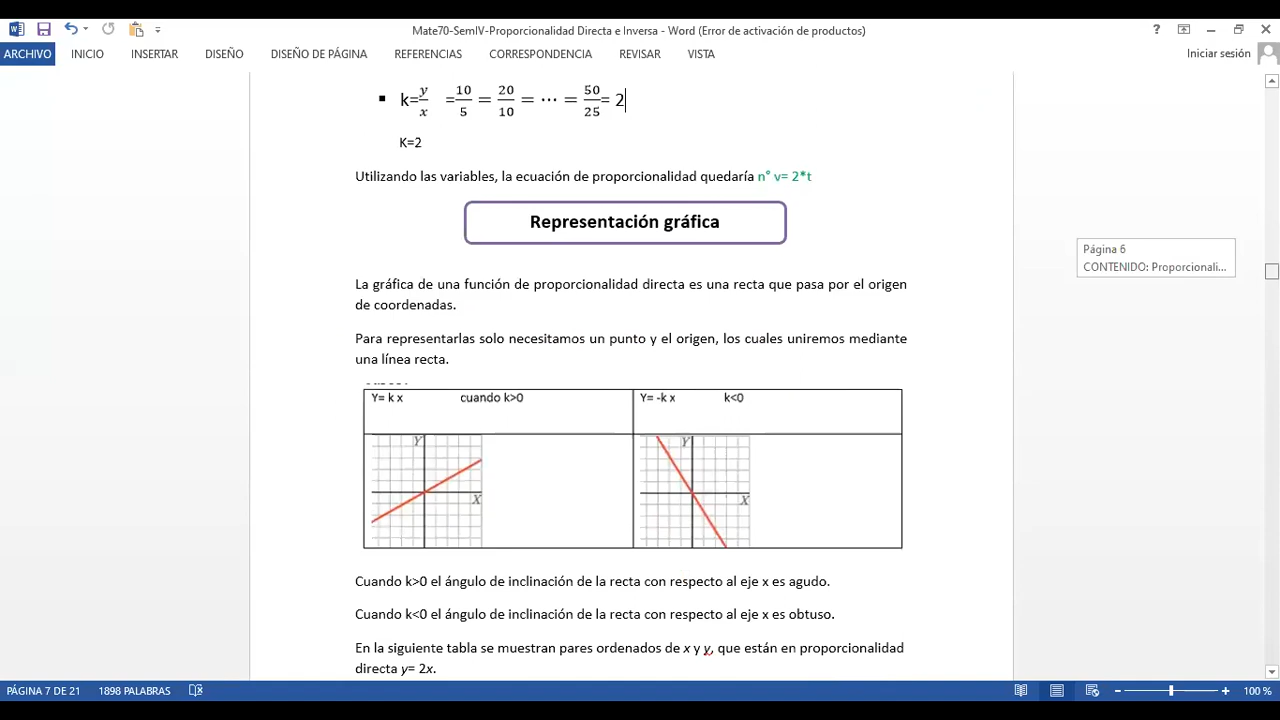 Mate70-SemIV-Proporcionalidad Directa e Inversa - Word (Error de activación de productos)
ARCHIVO INICIO INSERTAR DISEÑO DISEÑO DE PÁGINA REFERENCIAS CORRESPONDENCIA REVISAR VISTA Iniciar sesión
▪ k=y/x =10/5 = 20/10 = ⋯ = 50/25= 2
K=2
Utilizando las variables, la ecuación de proporcionalidad quedaría n° v= 2*t
Representación gráfica
Página 6
CONTENIDO: Proporcionali...
La gráfica de una función de proporcionalidad directa es una recta que pasa por el origen
de coordenadas.
Para representarlas solo necesitamos un punto y el origen, los cuales uniremos mediante
una línea recta.
Y= k x cuando k>0
Y= -k x k<0
Y
X
Y
X
Cuando k>0 el ángulo de inclinación de la recta con respecto al eje x es agudo.
Cuando k<0 el ángulo de inclinación de la recta con respecto al eje x es obtuso.
En la siguiente tabla se muestran pares ordenados de x y y, que están en proporcionalidad
directa y= 2x.
PÁGINA 7 DE 21 1898 PALABRAS 100 %